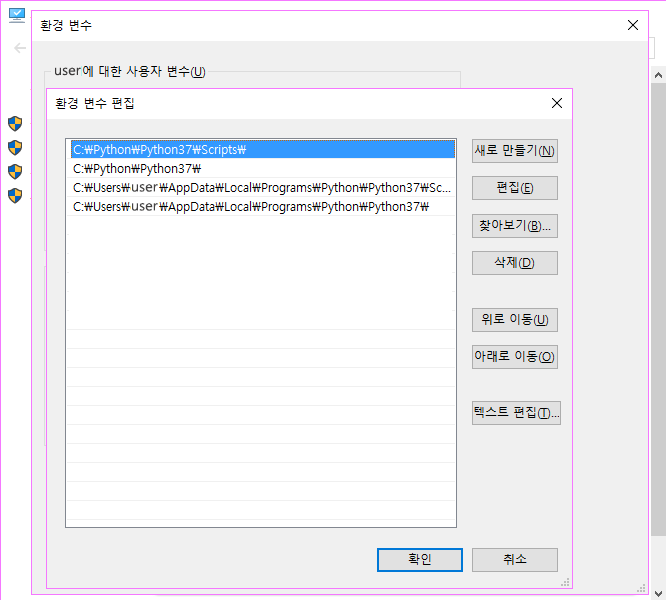 환경 변수
user에 대한 사용자 변수(U)
환경 변수 편집
C:₩Python₩Python37₩Scripts₩
C:₩Python₩Python37₩
C:₩Users₩user₩AppData₩Local₩Programs₩Python₩Python37₩Sc...
C:₩Users₩user₩AppData₩Local₩Programs₩Python₩Python37₩
새로 만들기(N)
편집(E)
찾아보기(B)...
삭제(D)
위로 이동(U)
아래로 이동(O)
텍스트 편집(T)...
확인
취소